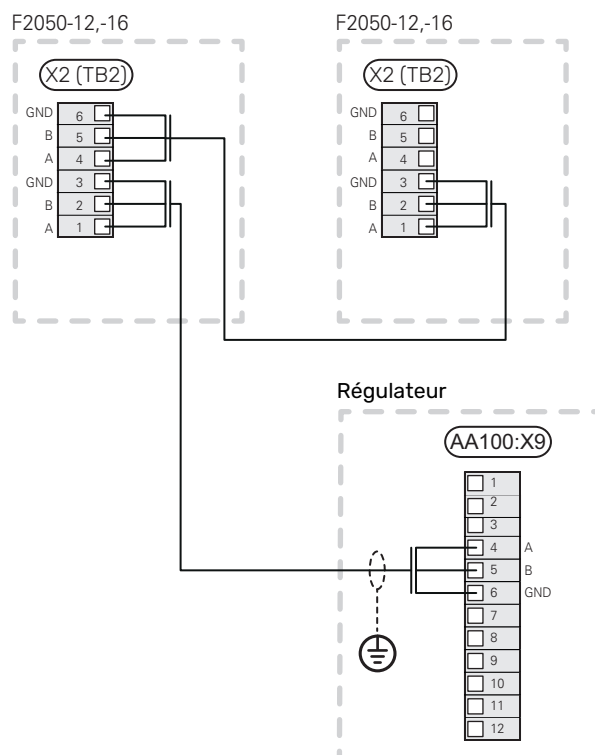 F2050-12,-16
X2 (TB2)
GND 6
B 5
A 4
GND 3
B 2
A 1
F2050-12,-16
X2 (TB2)
GND 6
B 5
A 4
GND 3
B 2
A 1
Régulateur
AA100:X9
1
2
3
4 A
5 B
6 GND
7
8
9
10
11
12